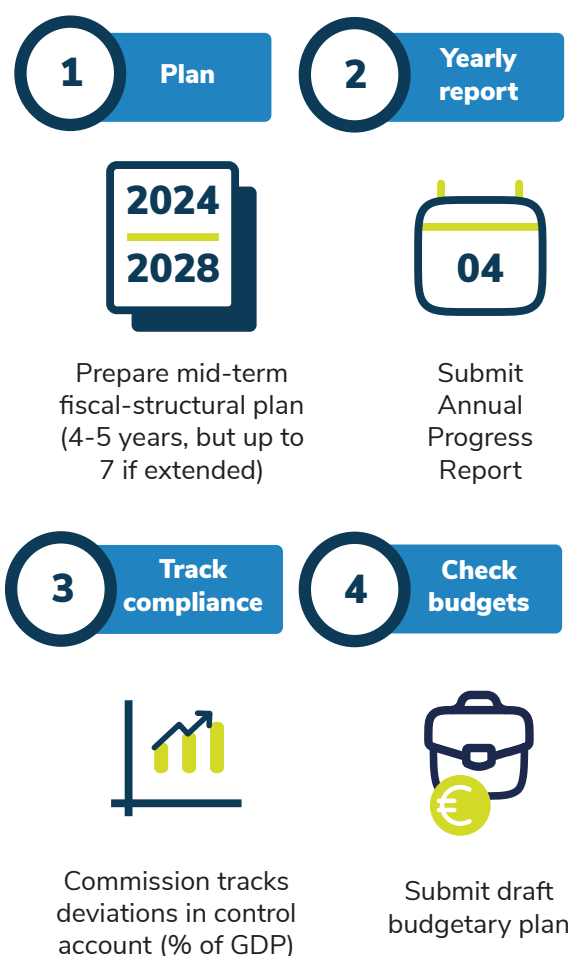 1
Plan
2024
2028
Prepare mid-term
fiscal-structural plan
(4-5 years, but up to
7 if extended)
2
Yearly
report
04
Submit
Annual
Progress
Report
3
Track
compliance
Commission tracks
deviations in control
account (% of GDP)
4
Check
budgets
€
Submit draft
budgetary plan